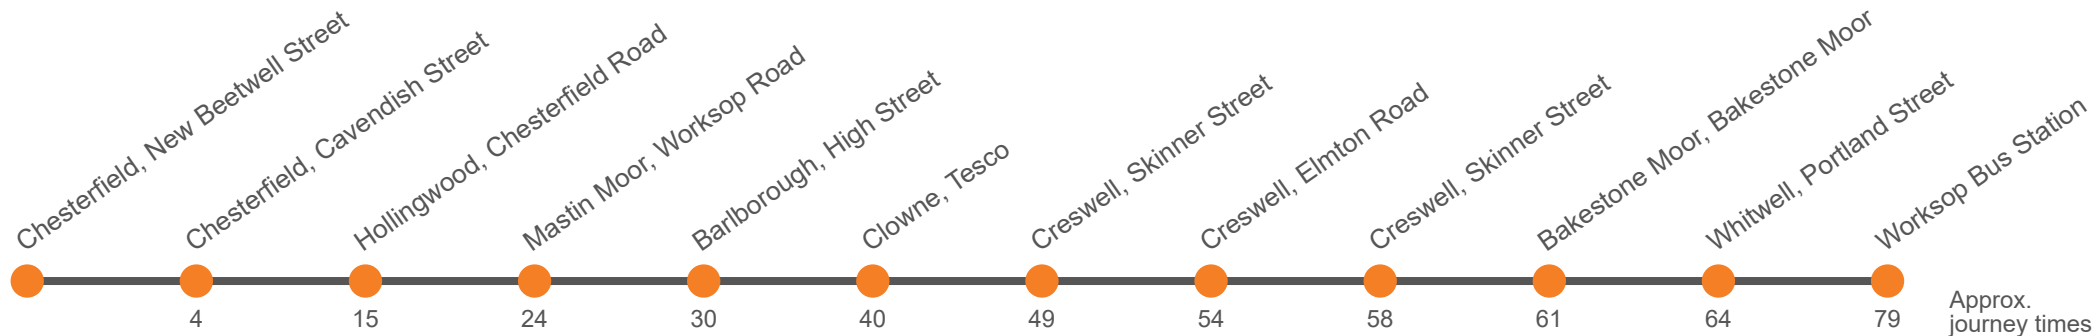 Chesterfield, New Beetwell Street
Chesterfield, Cavendish Street
Hollingwood, Chesterfield Road
Mastin Moor, Worksop Road
Barlborough, High Street
Clowne, Tesco
Creswell, Skinner Street
Creswell, Elmton Road
Creswell, Skinner Street
Bakestone Moor, Bakestone Moor
Whitwell, Portland Street
Worksop Bus Station
4 15 24 30 40 49 54 58 61 64 79
Approx.
journey times